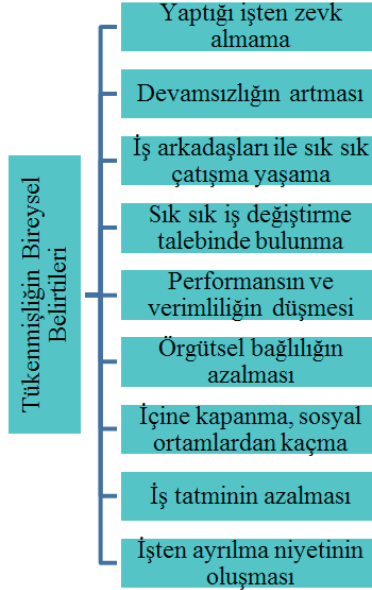 Tükenmişliğin Bireysel
Belirtileri
Yaptığı işten zevk
almama
Devamsızlığın artması
İş arkadaşları ile sık sık
çatışma yaşama
Sık sık iş değiştirme
talebinde bulunma
Performansın ve
verimliliğin düşmesi
Örgütsel bağlılığın
azalması
İçine kapanma, sosyal
ortamlardan kaçma
İş tatminin azalması
İşten ayrılma niyetinin
oluşması